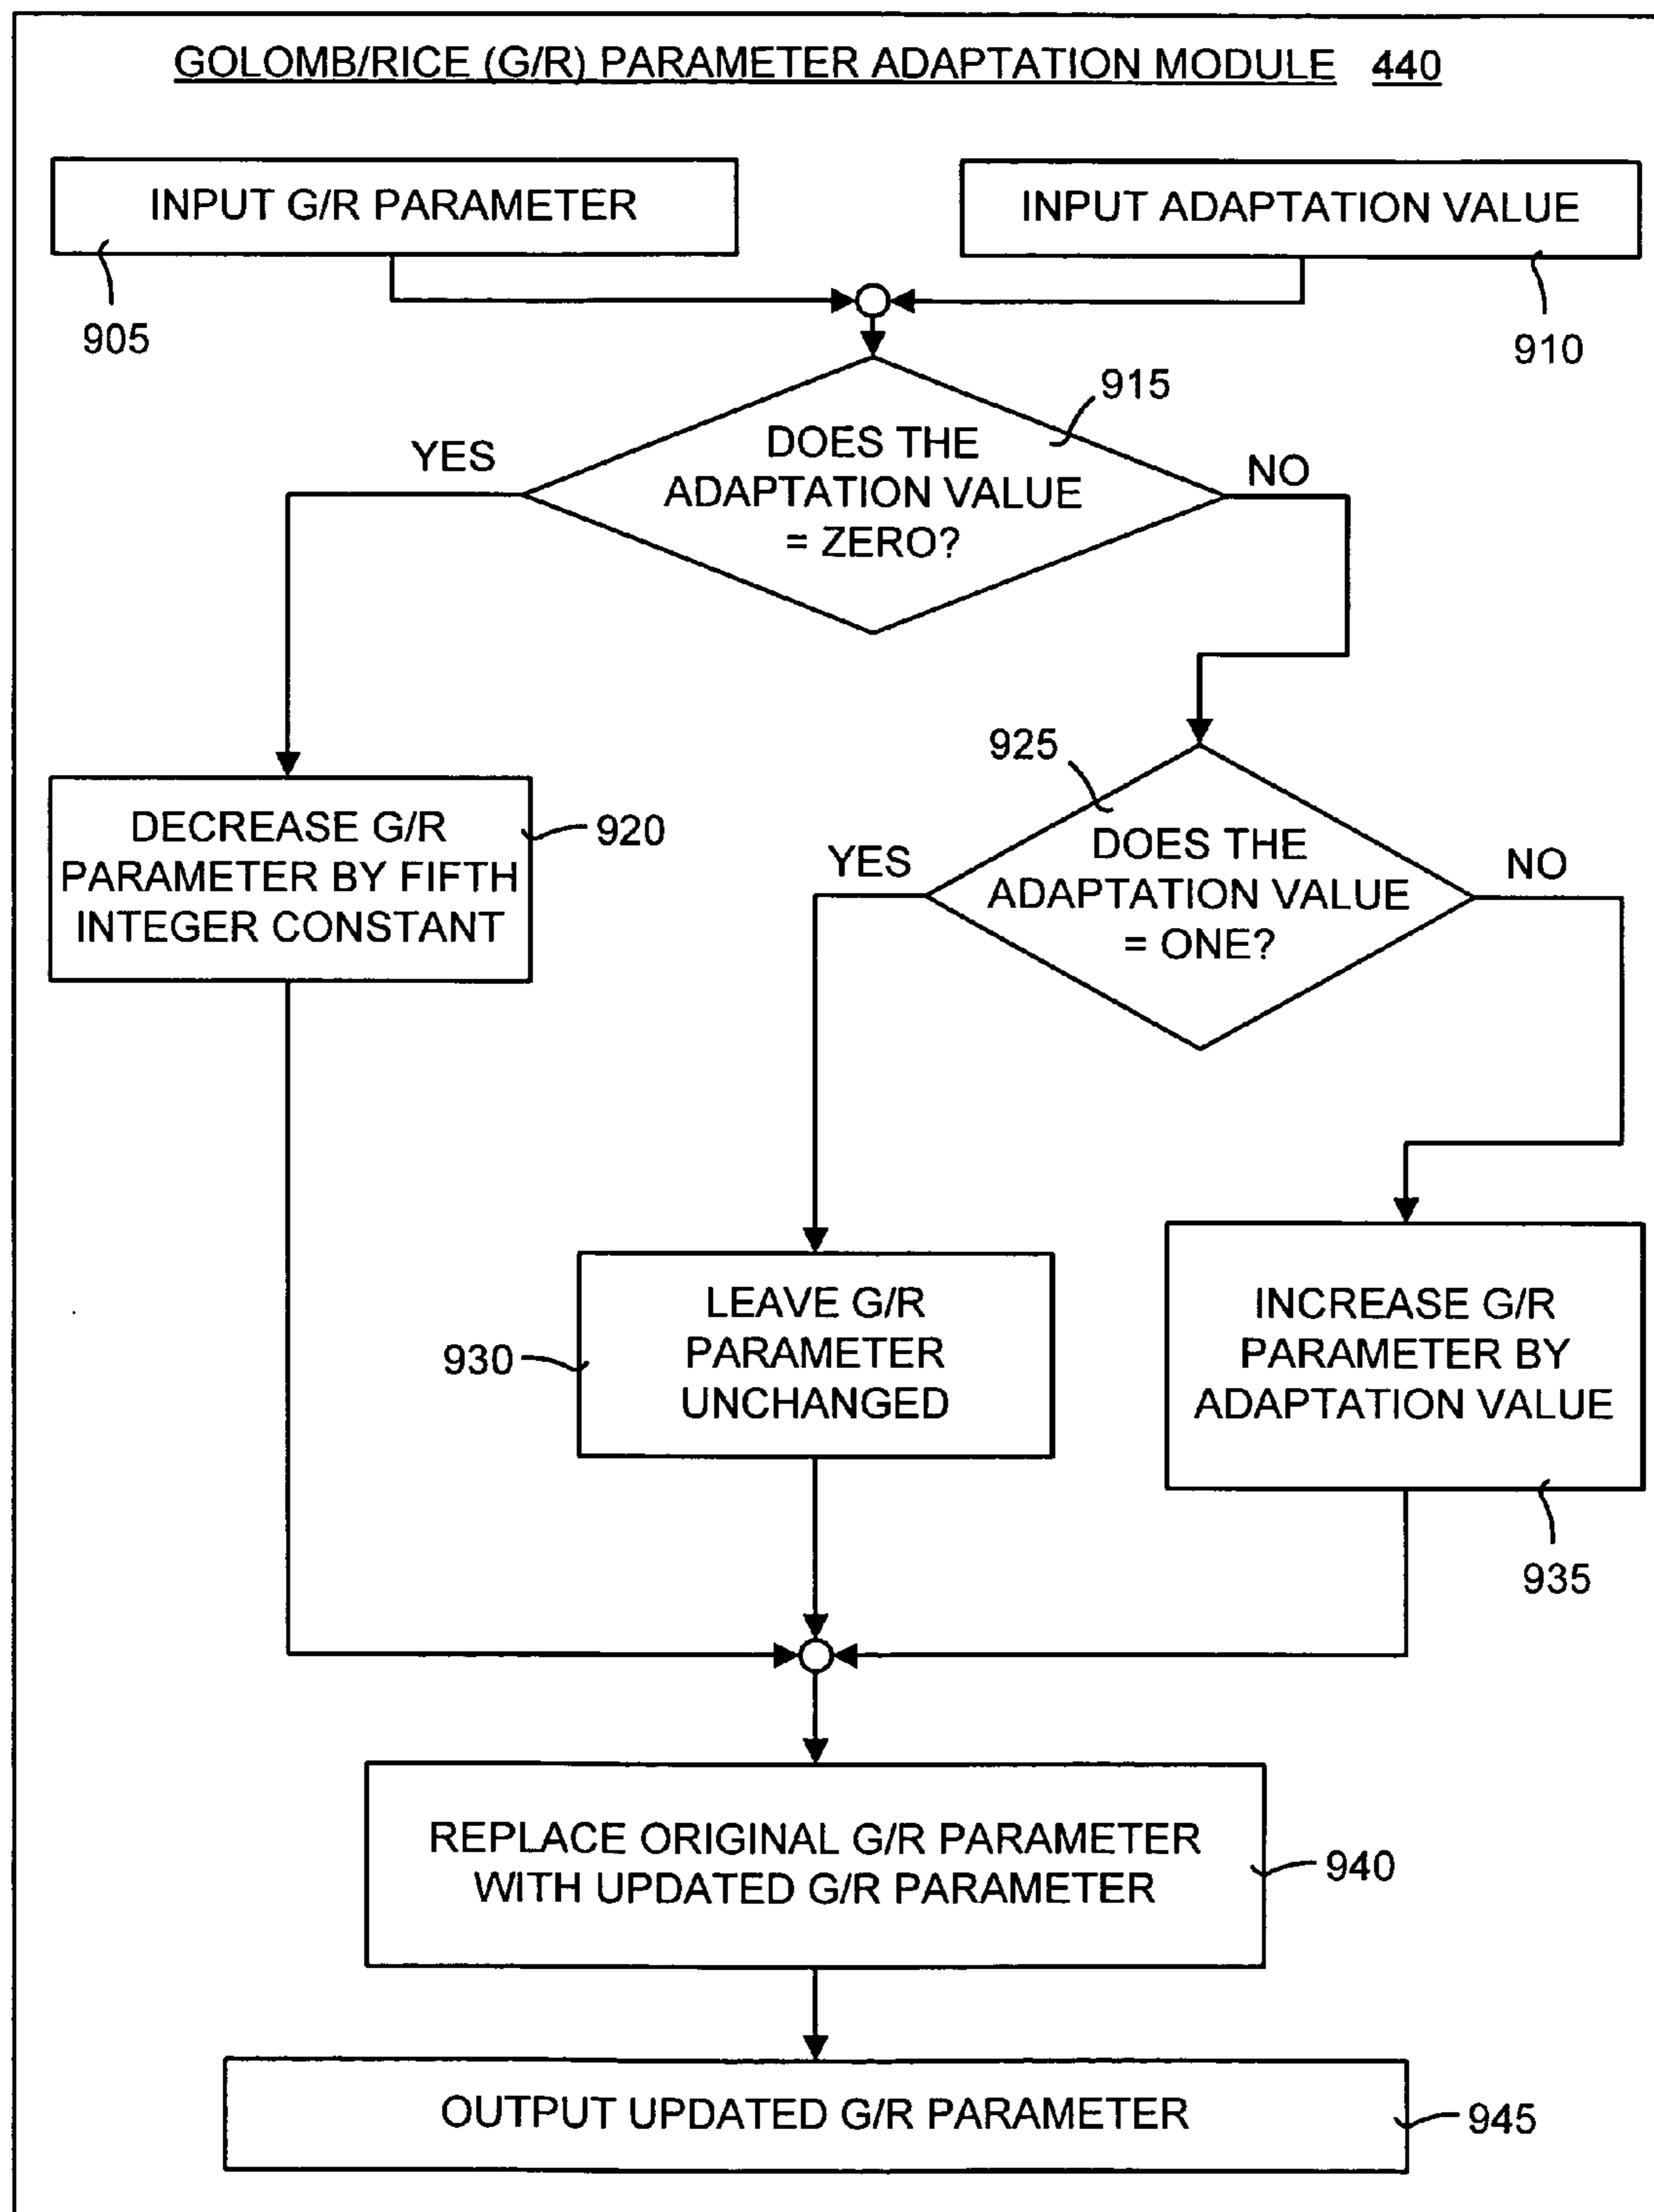 GOLOMB/RICE (G/R) PARAMETER ADAPTATION MODULE 440
INPUT G/R PARAMETER
INPUT ADAPTATION VALUE
905
910
915
DOES THE
ADAPTATION VALUE
= ZERO?
YES
NO
925
DECREASE G/R
PARAMETER BY FIFTH
INTEGER CONSTANT
920
DOES THE
ADAPTATION VALUE
= ONE?
YES
NO
LEAVE G/R
PARAMETER
UNCHANGED
930
INCREASE G/R
PARAMETER BY
ADAPTATION VALUE
935
REPLACE ORIGINAL G/R PARAMETER
WITH UPDATED G/R PARAMETER
940
OUTPUT UPDATED G/R PARAMETER
945